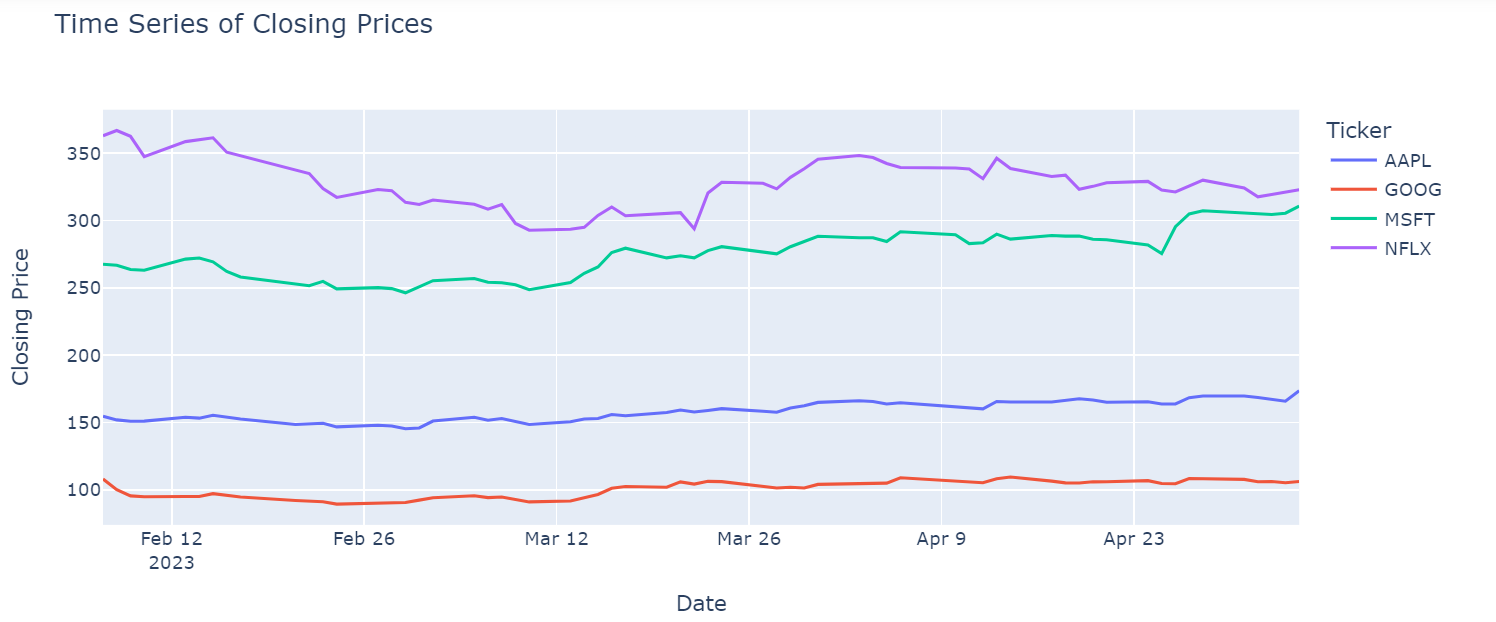 Time Series of Closing Prices
Closing Price
350
300
250
200
150
100
Feb 12
2023
Feb 26
Mar 12
Mar 26
Apr 9
Apr 23
Date
Ticker
AAPL
GOOG
MSFT
NFLX